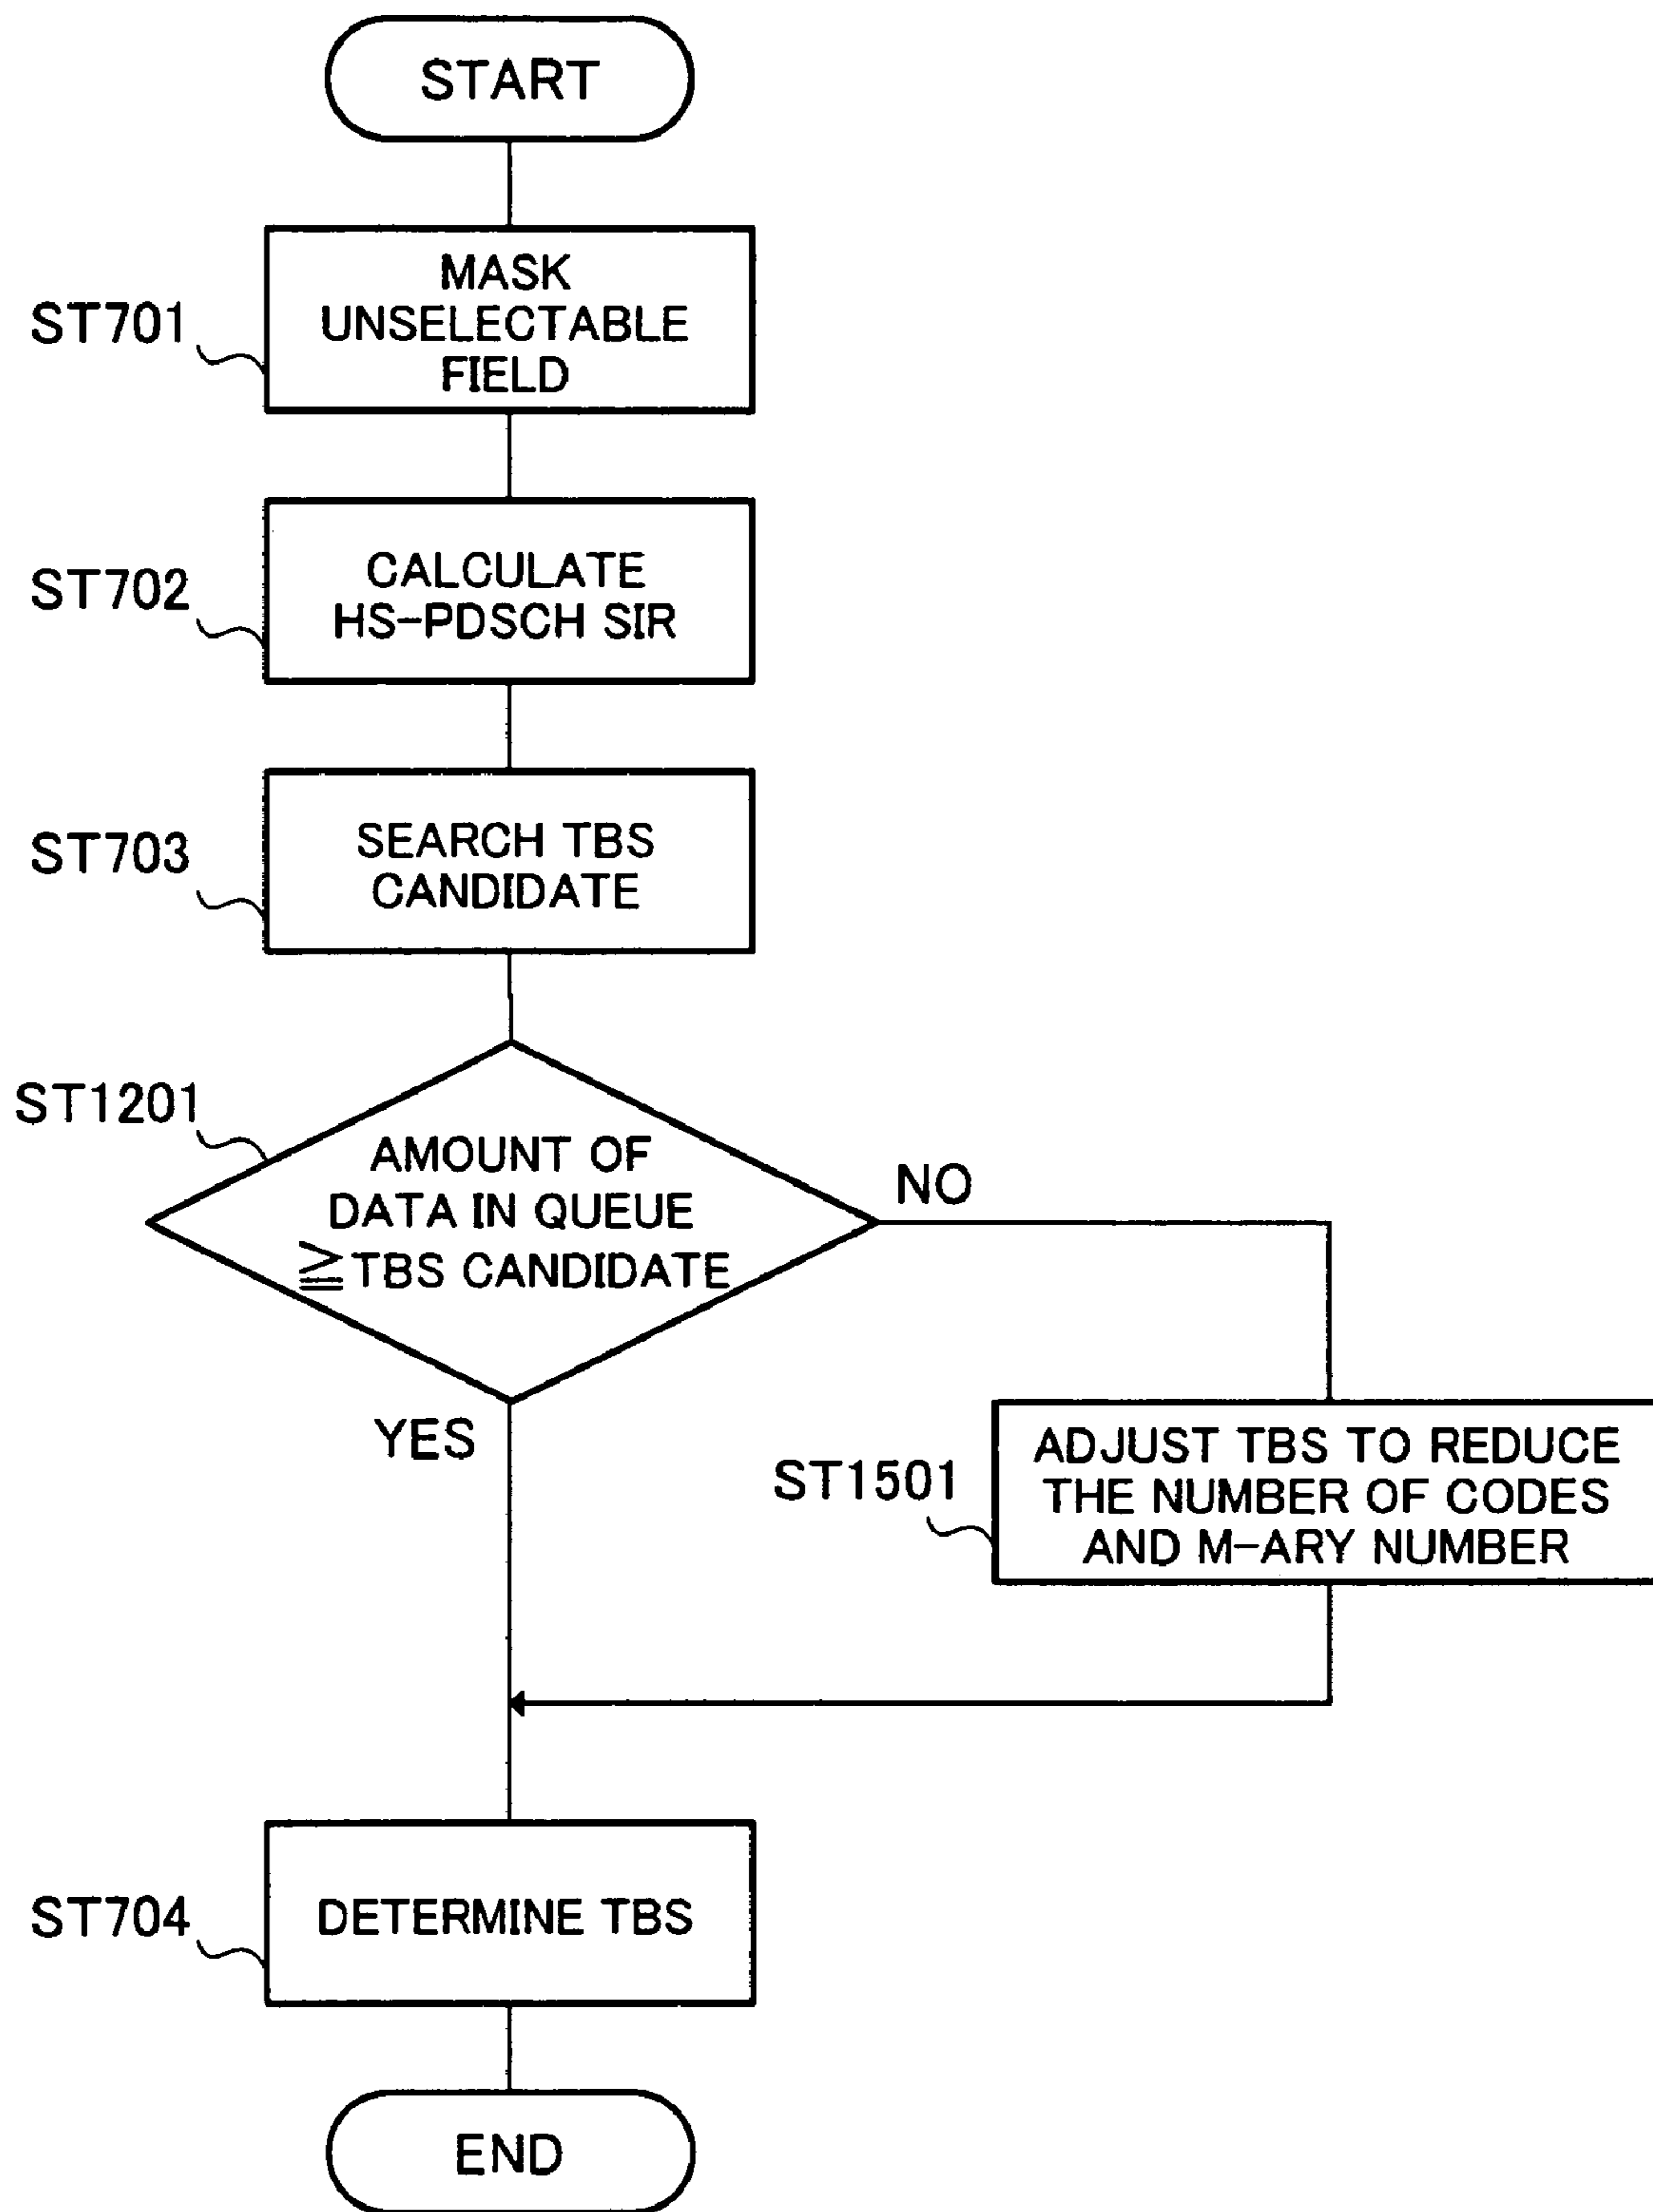 START
MASK
UNSELECTABLE
FIELD
ST701
CALCULATE
HS-PDSCH SIR
ST702
SEARCH TBS
CANDIDATE
ST703
ST1201
AMOUNT OF
DATA IN QUEUE
≧TBS CANDIDATE
NO
YES
ADJUST TBS TO REDUCE
THE NUMBER OF CODES
AND M-ARY NUMBER
ST1501
DETERMINE TBS
ST704
END